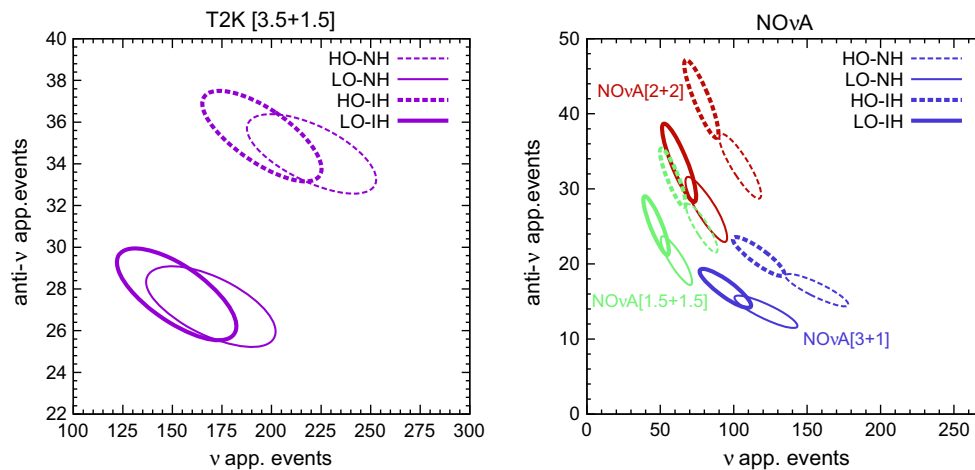 T2K [3.5+1.5]
HO-NH
LO-NH
HO-IH
LO-IH
anti-ν app.events
40
38
36
34
32
30
28
26
24
22
100 125 150 175 200 225 250 275 300
ν app. events
NOνA
HO-NH
LO-NH
HO-IH
LO-IH
NOνA[2+2]
NOνA[1.5+1.5]
NOνA[3+1]
anti-ν app.events
50
40
30
20
10
0
0 50 100 150 200 250
ν app. events